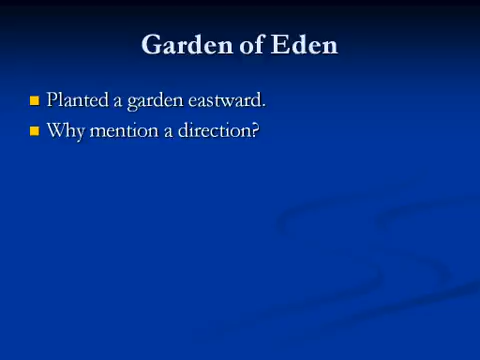 Garden of Eden
Planted a garden eastward.
Why mention a direction?